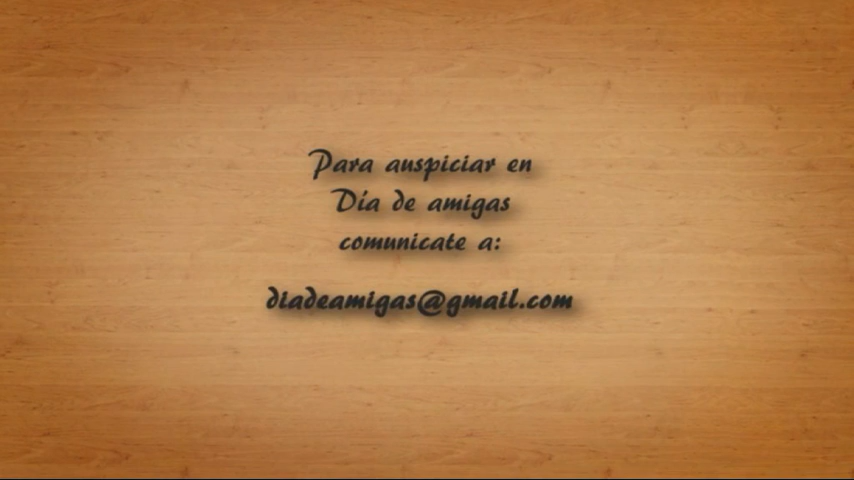 Para auspiciar en
Día de amigas
comunicate a:
diadeamigas@gmail.com